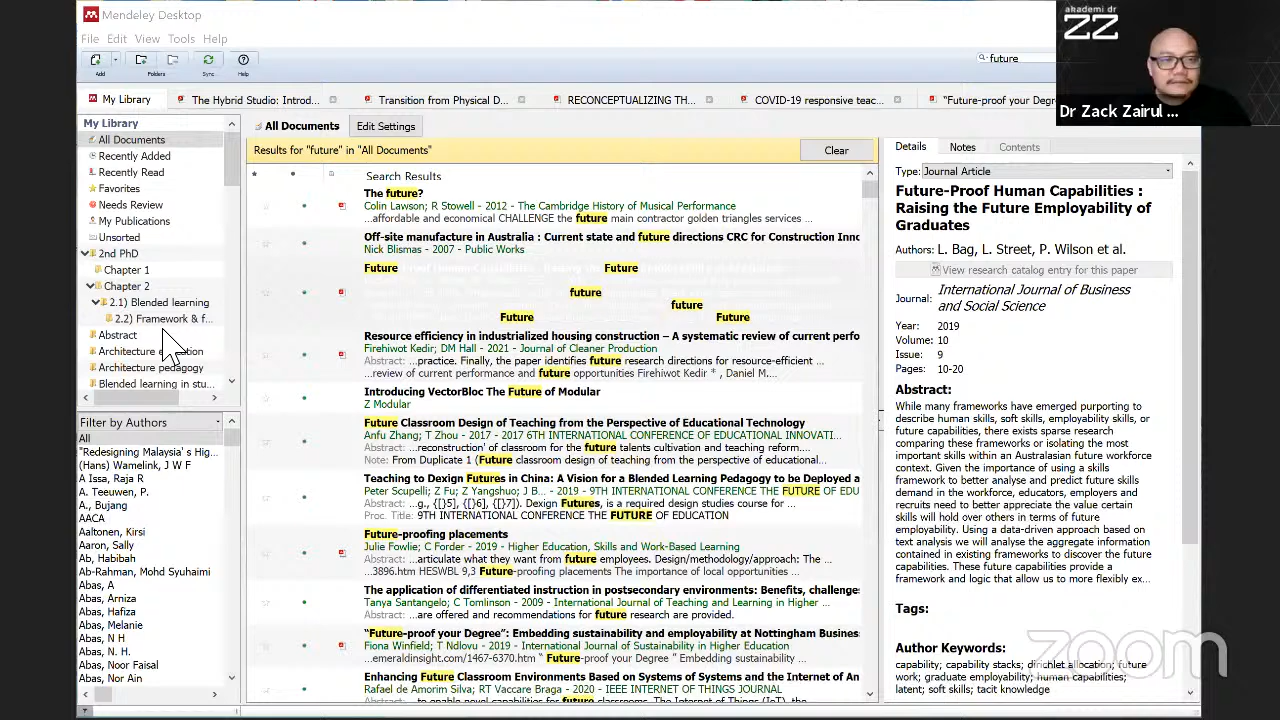 Mendeley Desktop
File Edit View Tools Help
Add Folders Sync Help
future
akademi dr
ZZ
Dr Zack Zairul ...
My Library
The Hybrid Studio: Introd...
Transition from Physical D...
RECONCEPTUALIZING TH...
COVID-19 responsive teac...
"Future-proof your Degre
My Library
All Documents
Recently Added
Recently Read
Favorites
Needs Review
My Publications
Unsorted
2nd PhD
Chapter 1
Chapter 2
2.1) Blended learning
2.2) Framework & f...
Abstract
Architecture
Architecture pedagogy
Blended learning in stu...
Filter by Authors
All
"Redesigning Malaysia' s Hig...
(Hans) Wamelink, J W F
A Issa, Raja R
A. Teeuwen, P.
A., Bujang
AACA
Aaltonen, Kirsi
Aaron, Sally
Ab, Habibah
Ab-Rahman, Mohd Syuhaimi
Abas, A
Abas, Arniza
Abas, Hafiza
Abas, Melanie
Abas, N H
Abas, N. H.
Abas, Noor Faisal
Abas, Nor Ain
All Documents Edit Settings
Results for "future" in "All Documents" Clear
Search Results
The future?
Colin Lawson; R Stowell - 2012 - The Cambridge History of Musical Performance
...affordable and economical CHALLENGE the future main contractor golden triangles services ...
Off-site manufacture in Australia : Current state and future directions CRC for Construction Inno
Nick Blismas - 2007 - Public Works
Future Future
future
future
Future Future
Resource efficiency in industrialized housing construction – A systematic review of current perfo
Firehiwot Kedir; DM Hall - 2021 - Journal of Cleaner Production
Abstract: ...practice. Finally, the paper identifies future research directions for resource-efficient ...
...review of current performance and future opportunities Firehiwot Kedir * , Daniel M....
Introducing VectorBloc The Future of Modular
Z Modular
Future Classroom Design of Teaching from the Perspective of Educational Technology
Anfu Zhang; T Zhou - 2017 - 2017 6TH INTERNATIONAL CONFERENCE OF EDUCATIONAL INNOVATI...
Abstract: ...reconstruction' of classroom for the future talents cultivation and teaching reform....
Note: From Duplicate 1 (Future classroom design of teaching from the perspective of educational...
Teaching to Dexign Futures in China: A Vision for a Blended Learning Pedagogy to be Deployed a
Peter Scupelli; Z Fu; Z Yangshuo; J B... - 2019 - 9TH INTERNATIONAL CONFERENCE THE FUTURE OF EDU
Abstract: ...g., {[}5], {[}6], {[}7]). Dexign Futures, is a required design studies course for ...
Proc. Title: 9TH INTERNATIONAL CONFERENCE THE FUTURE OF EDUCATION
Future-proofing placements
Julie Fowlie; C Forder - 2019 - Higher Education, Skills and Work-Based Learning
Abstract: ...articulate what they want from future employees. Design/methodology/approach: The ...
...3896.htm HESWBL 9,3 Future-proofing placements The importance of local opportunities ...
The application of differentiated instruction in postsecondary environments: Benefits, challenge
Tanya Santangelo; C Tomlinson - 2009 - International Journal of Teaching and Learning in Higher ...
Abstract: ...are offered and recommendations for future research are provided.
"Future-proof your Degree": Embedding sustainability and employability at Nottingham Busines
Fiona Winfield; T Ndlovu - 2019 - International Journal of Sustainability in Higher Education
...emeraldinsight.com/1467-6370.htm " Future-proof your Degree " Embedding sustainability ...
Enhancing Future Classroom Environments Based on Systems of Systems and the Internet of An
Rafael de Amorim Silva; RT Vaccare Braga - 2020 - IEEE INTERNET OF THINGS JOURNAL
Details Notes Contents
Type: Journal Article
Future-Proof Human Capabilities :
Raising the Future Employability of
Graduates
Authors: L. Bag, L. Street, P. Wilson et al.
View research catalog entry for this paper
Journal: International Journal of Business
and Social Science
Year: 2019
Volume: 10
Issue: 9
Pages: 10-20
Abstract:
While many frameworks have emerged purporting to
describe human skills, soft skills, employability skills, or
future capabilities, there exists sparse research
comparing these frameworks or isolating the most
important skills within an Australasian future workforce
context. Given the importance of using a skills
framework to better analyse and predict future skills
demand in the workforce, educators, employers and
recruits need to better appreciate the value certain
skills will hold over others in terms of future
employability. Using a data-driven approach based on
text analysis we will analyse the aggregate information
contained in existing frameworks to discover the future
capabilities. These future capabilities provide a
framework and logic that allow us to more flexibly ex...
Tags:
Author Keywords:
capability; capability stacks; dirichlet allocation; future
work; graduate employability; human capabilities;
latent; soft skills; tacit knowledge
zoom